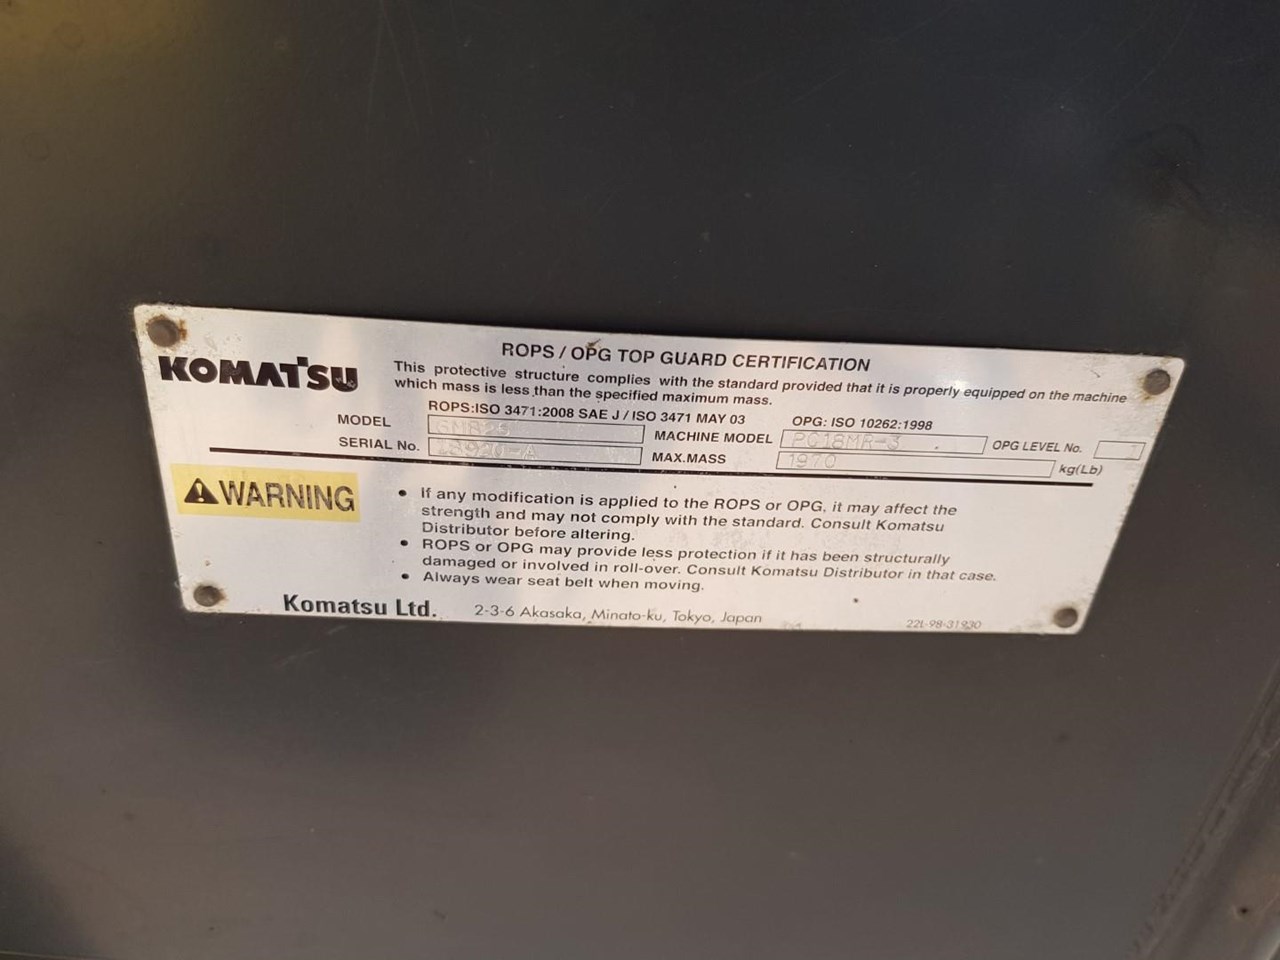 ROPS / OPG TOP GUARD CERTIFICATION
KOMATSU
This protective structure complies with the standard provided that it is properly equipped on the machine
which mass is less than the specified maximum mass.
ROPS:ISO 3471:2008 SAE J / ISO 3471 MAY 03 OPG: ISO 10262:1998
MODEL MACHINE MODEL PC18MR-3 OPG LEVEL No. 1
SERIAL No. MAX.MASS 1970 kg(Lb)
WARNING
• If any modification is applied to the ROPS or OPG, it may affect the
strength and may not comply with the standard. Consult Komatsu
Distributor before altering.
• ROPS or OPG may provide less protection if it has been structurally
damaged or involved in roll-over. Consult Komatsu Distributor in that case.
• Always wear seat belt when moving.
Komatsu Ltd. 2-3-6 Akasaka, Minato-ku, Tokyo, Japan 22L-98-31930